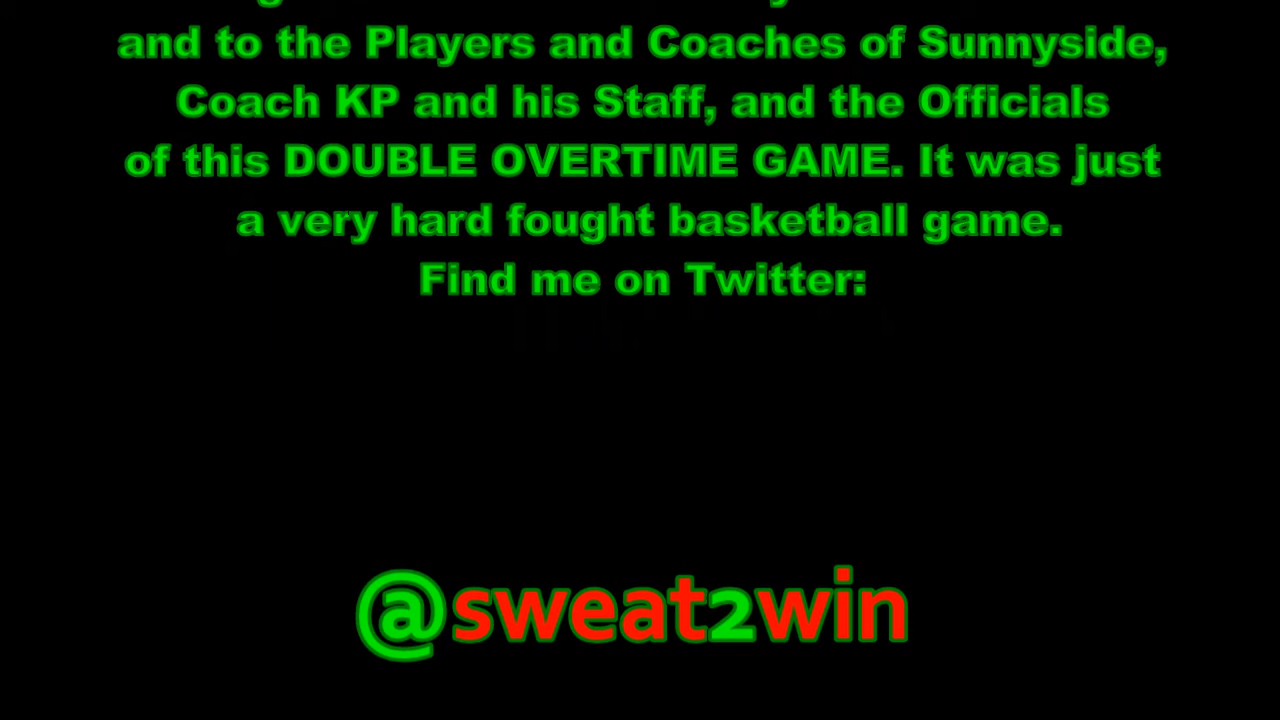 and to the Players and Coaches of Sunnyside,
Coach KP and his Staff, and the Officials
of this DOUBLE OVERTIME GAME. It was just
a very hard fought basketball game.
Find me on Twitter:
@sweat2win